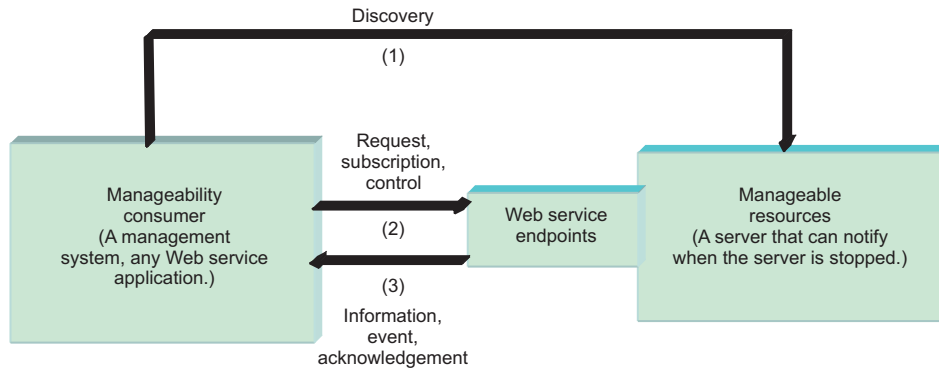 Discovery
(1)
Request,
subscription,
control
(2)
(3)
Information,
event,
acknowledgement
Manageability
consumer
(A management
system, any Web service
application.)
Web service
endpoints
Manageable
resources
(A server that can notify
when the server is stopped.)